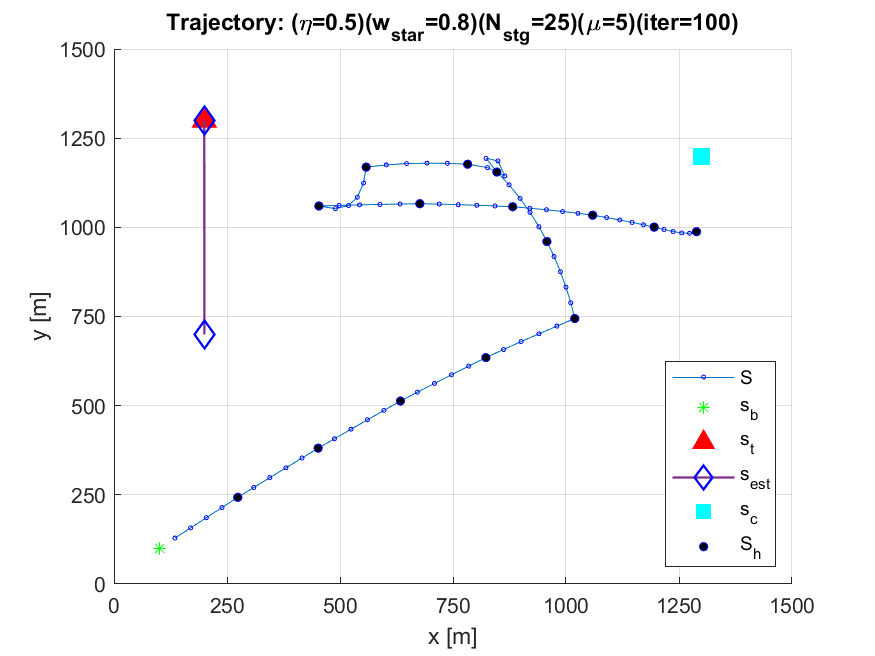 Trajectory: (η=0.5)(w_star=0.8)(N_stg=25)(μ=5)(iter=100)
1500
1250
1000
750
500
250
0
y [m]
0 250 500 750 1000 1250 1500
x [m]
S
s_b
s_t
s_est
s_c
S_h